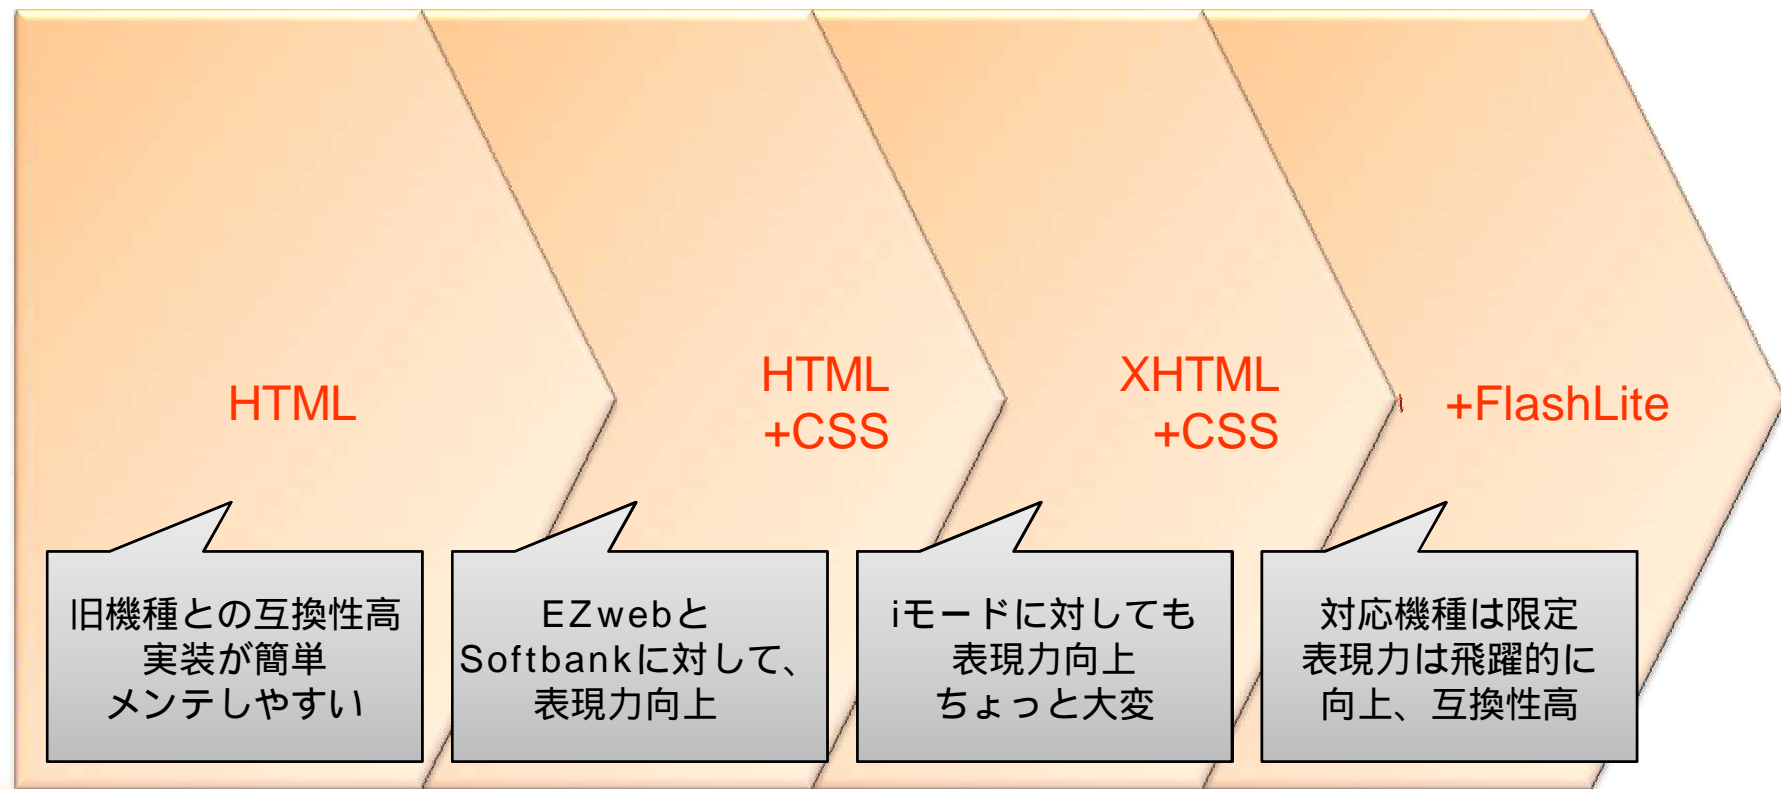 HTML
HTML
+CSS
XHTML
+CSS
+FlashLite
旧機種との互換性高
実装が簡単
メンテしやすい
EZwebと
Softbankに対して、
表現力向上
iモードに対しても
表現力向上
ちょっと大変
対応機種は限定
表現力は飛躍的に
向上、互換性高